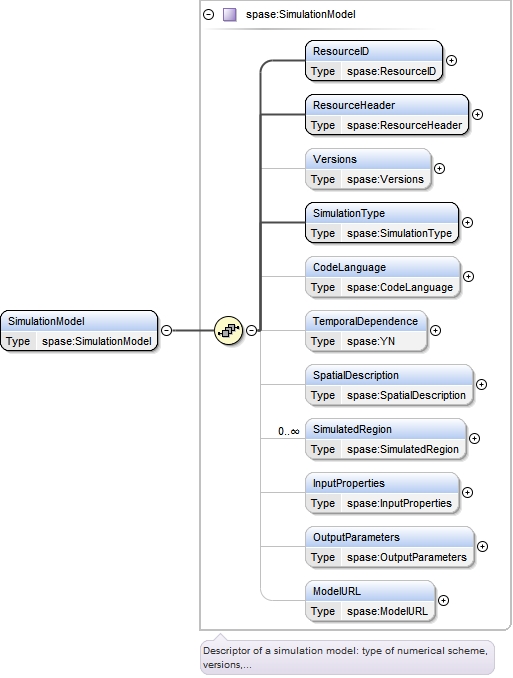 spase:SimulationModel
ResourceID
Type spase:ResourceID
ResourceHeader
Type spase:ResourceHeader
Versions
Type spase:Versions
SimulationType
Type spase:SimulationType
CodeLanguage
Type spase:CodeLanguage
SimulationModel
Type spase:SimulationModel
TemporalDependence
Type spase:YN
SpatialDescription
Type spase:SpatialDescription
0..∞
SimulatedRegion
Type spase:SimulatedRegion
InputProperties
Type spase:InputProperties
OutputParameters
Type spase:OutputParameters
ModelURL
Type spase:ModelURL
Descriptor of a simulation model: type of numerical scheme,
versions,...